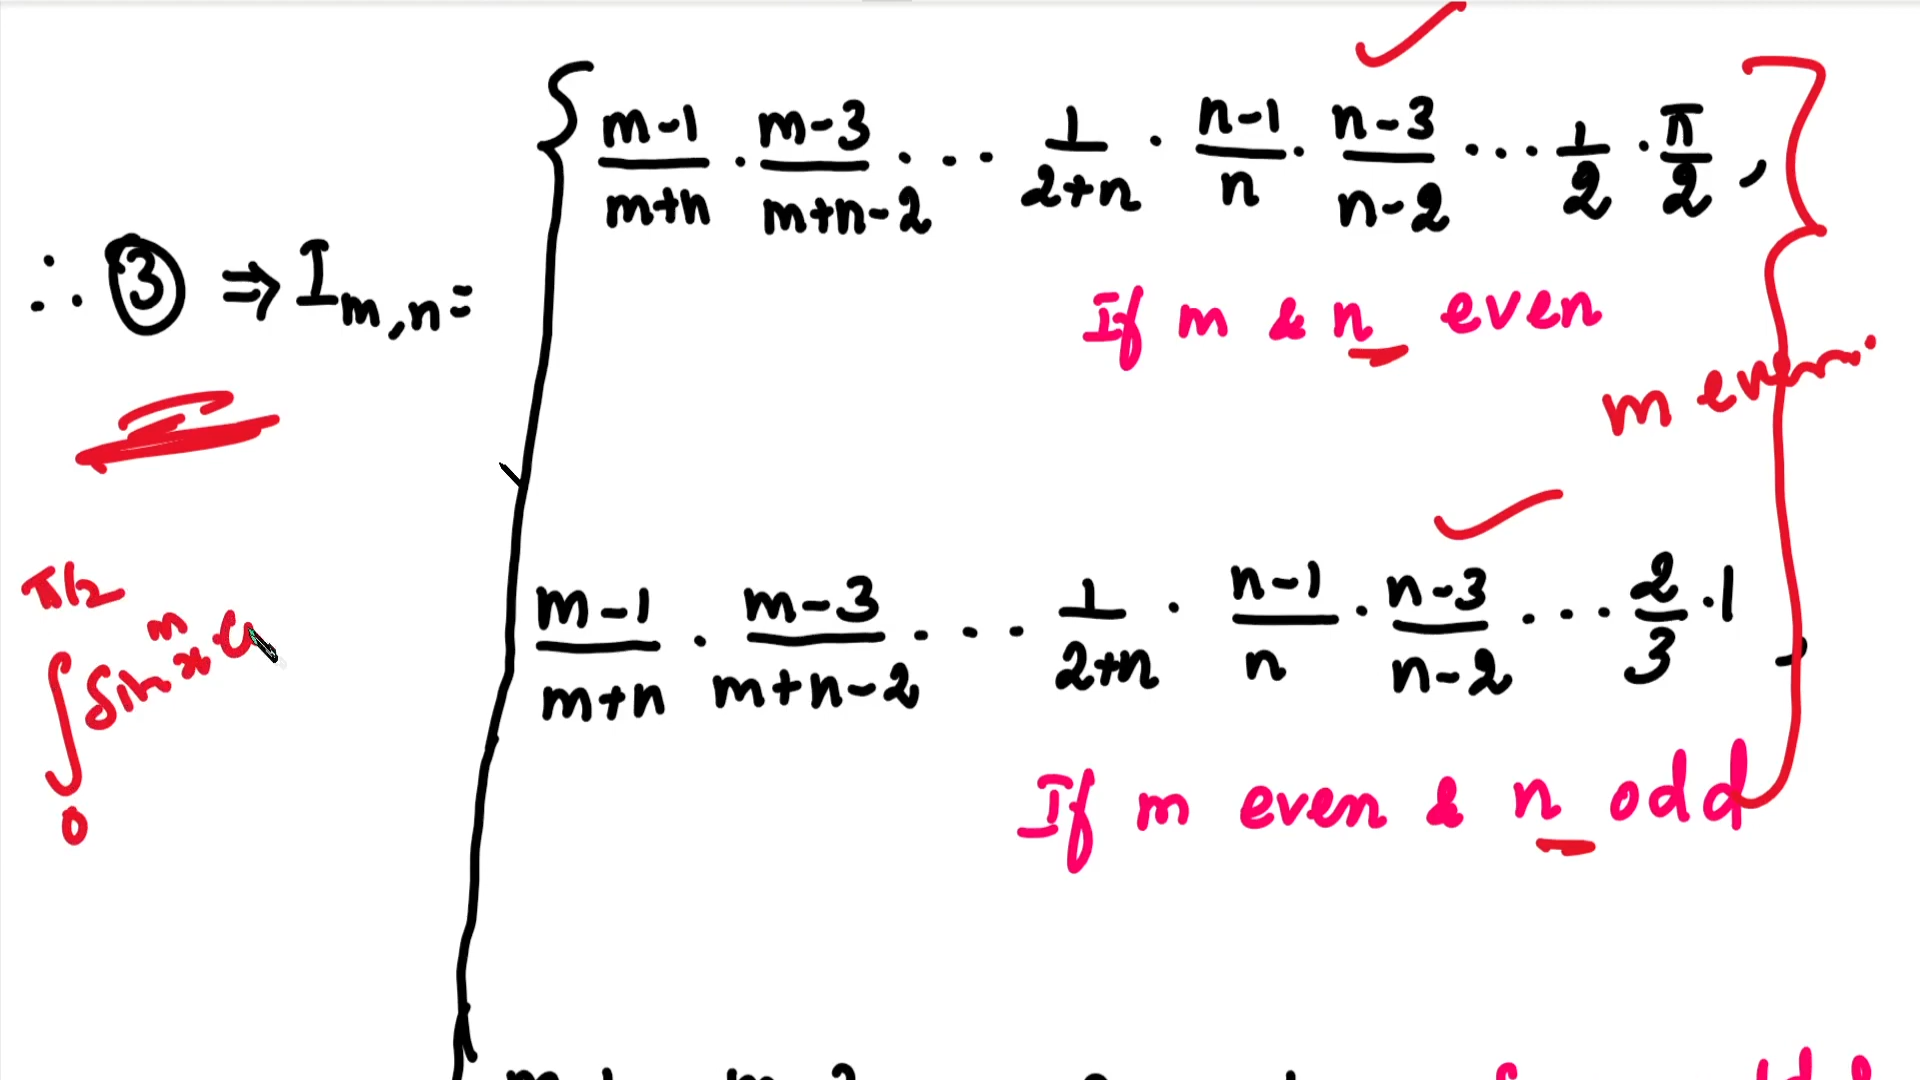 m-1/m+n · m-3/m+n-2 ··· 1/2+n · n-1/n · n-3/n-2 ··· 1/2 · π/2 ,
∴ ③ ⇒ I_m,n =
If m & n even
m even.
m-1/m+n · m-3/m+n-2 ··· 1/2+n · n-1/n · n-3/n-2 ··· 2/3 · 1 ,
π/2
∫ sin^m x c
0
If m even & n odd